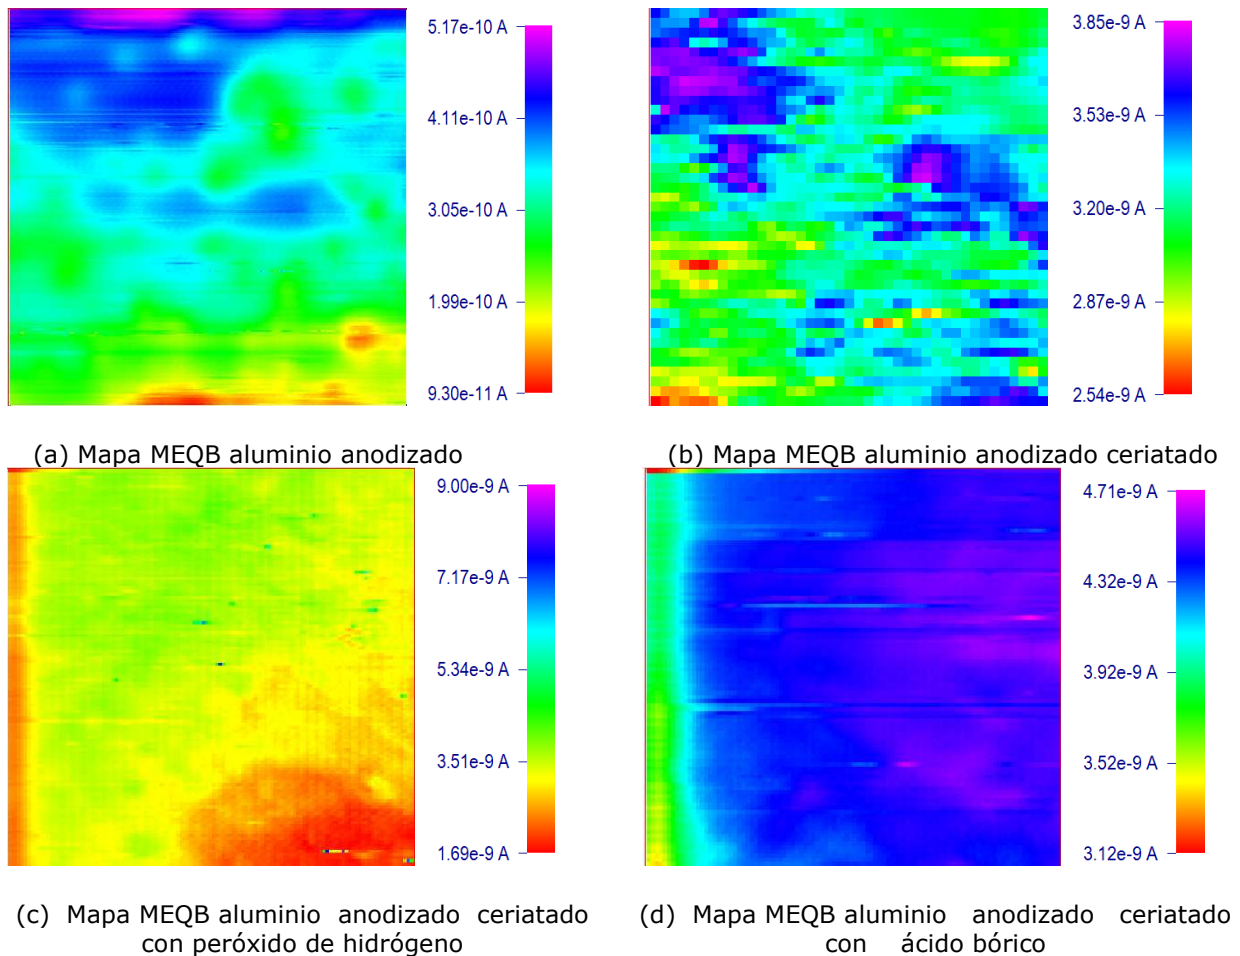 5.17e-10 A
4.11e-10 A
3.05e-10 A
1.99e-10 A
9.30e-11 A
(a) Mapa MEQB aluminio anodizado
3.85e-9 A
3.53e-9 A
3.20e-9 A
2.87e-9 A
2.54e-9 A
(b) Mapa MEQB aluminio anodizado ceriatado
9.00e-9 A
7.17e-9 A
5.34e-9 A
3.51e-9 A
1.69e-9 A
(c) Mapa MEQB aluminio anodizado ceriatado
con peróxido de hidrógeno
4.71e-9 A
4.32e-9 A
3.92e-9 A
3.52e-9 A
3.12e-9 A
(d) Mapa MEQB aluminio anodizado ceriatado
con ácido bórico